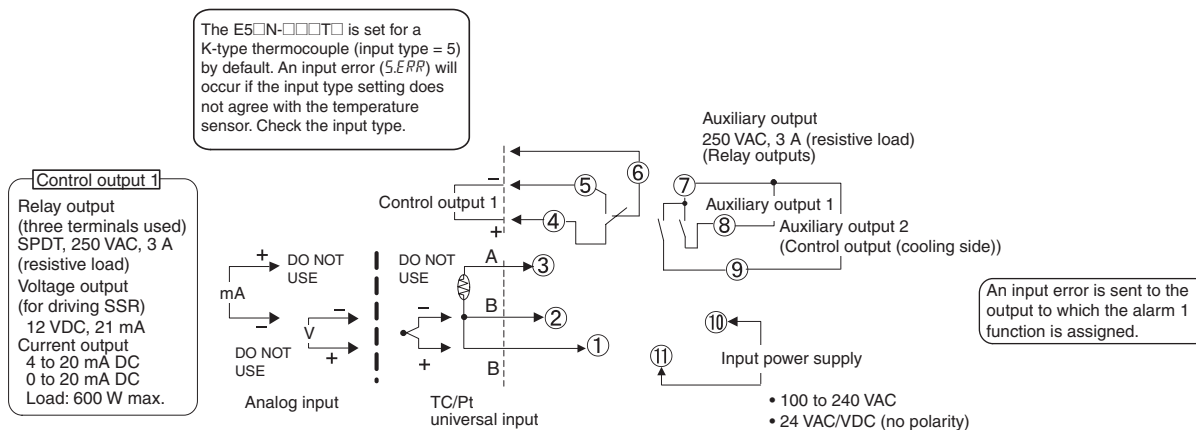 The E5□N-□□□T□ is set for a
K-type thermocouple (input type = 5)
by default. An input error (S.ERR) will
occur if the input type setting does
not agree with the temperature
sensor. Check the input type.
Control output 1
Relay output
(three terminals used)
SPDT, 250 VAC, 3 A
(resistive load)
Voltage output
(for driving SSR)
12 VDC, 21 mA
Current output
4 to 20 mA DC
0 to 20 mA DC
Load: 600 W max.
Control output 1
−
+
⑥
⑤
④
Auxiliary output
250 VAC, 3 A (resistive load)
(Relay outputs)
⑦
Auxiliary output 1
⑧
Auxiliary output 2
(Control output (cooling side))
⑨
+
DO NOT
USE
mA
−
−
V
+
DO NOT
USE
Analog input
DO NOT
USE
−
+
A
③
B
②
①
B
TC/Pt
universal input
⑩
⑪
Input power supply
• 100 to 240 VAC
• 24 VAC/VDC (no polarity)
An input error is sent to the
output to which the alarm 1
function is assigned.